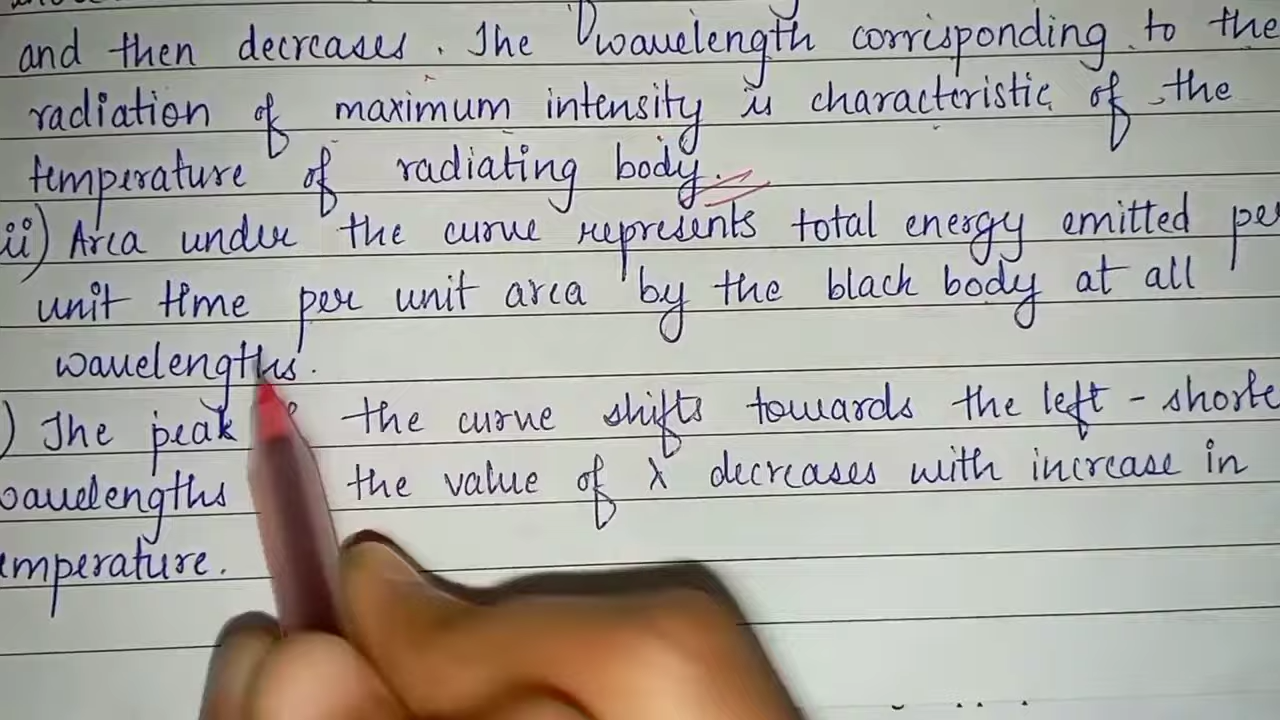 and then decreases. The wavelength corrisponding to the
radiation of maximum intensity is characteristic of the
temperature of radiating body.
ii) Area under the curve represents total energy emitted per
unit time per unit area by the black body at all
wavelengths.
) The peak the curve shifts towards the left - shorte
wavelengths the value of λ decreases with increase in
emperature.